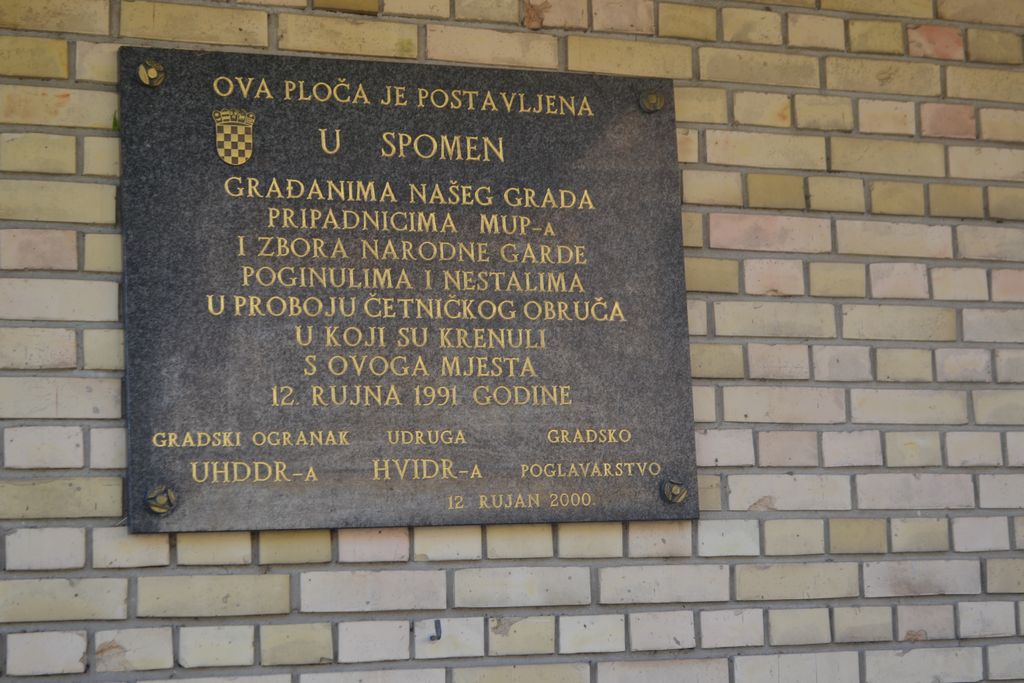 OVA PLOČA JE POSTAVLJENA
U SPOMEN
GRAĐANIMA NAŠEG GRADA
PRIPADNICIMA MUP-A
I ZBORA NARODNE GARDE
POGINULIMA I NESTALIMA
U PROBOJU ČETNIČKOG OBRUČA
U KOJI SU KRENULI
S OVOGA MJESTA
12. RUJNA 1991 GODINE
GRADSKI OGRANAK UDRUGA GRADSKO
UHDDR-A HVIDR-A POGLAVARSTVO
12. RUJAN 2000.